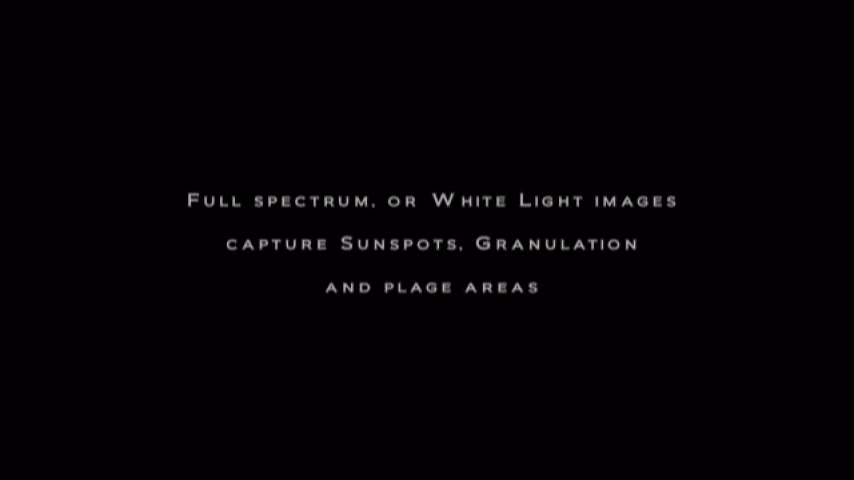 Full spectrum, or White Light images
capture Sunspots, Granulation
and plage areas